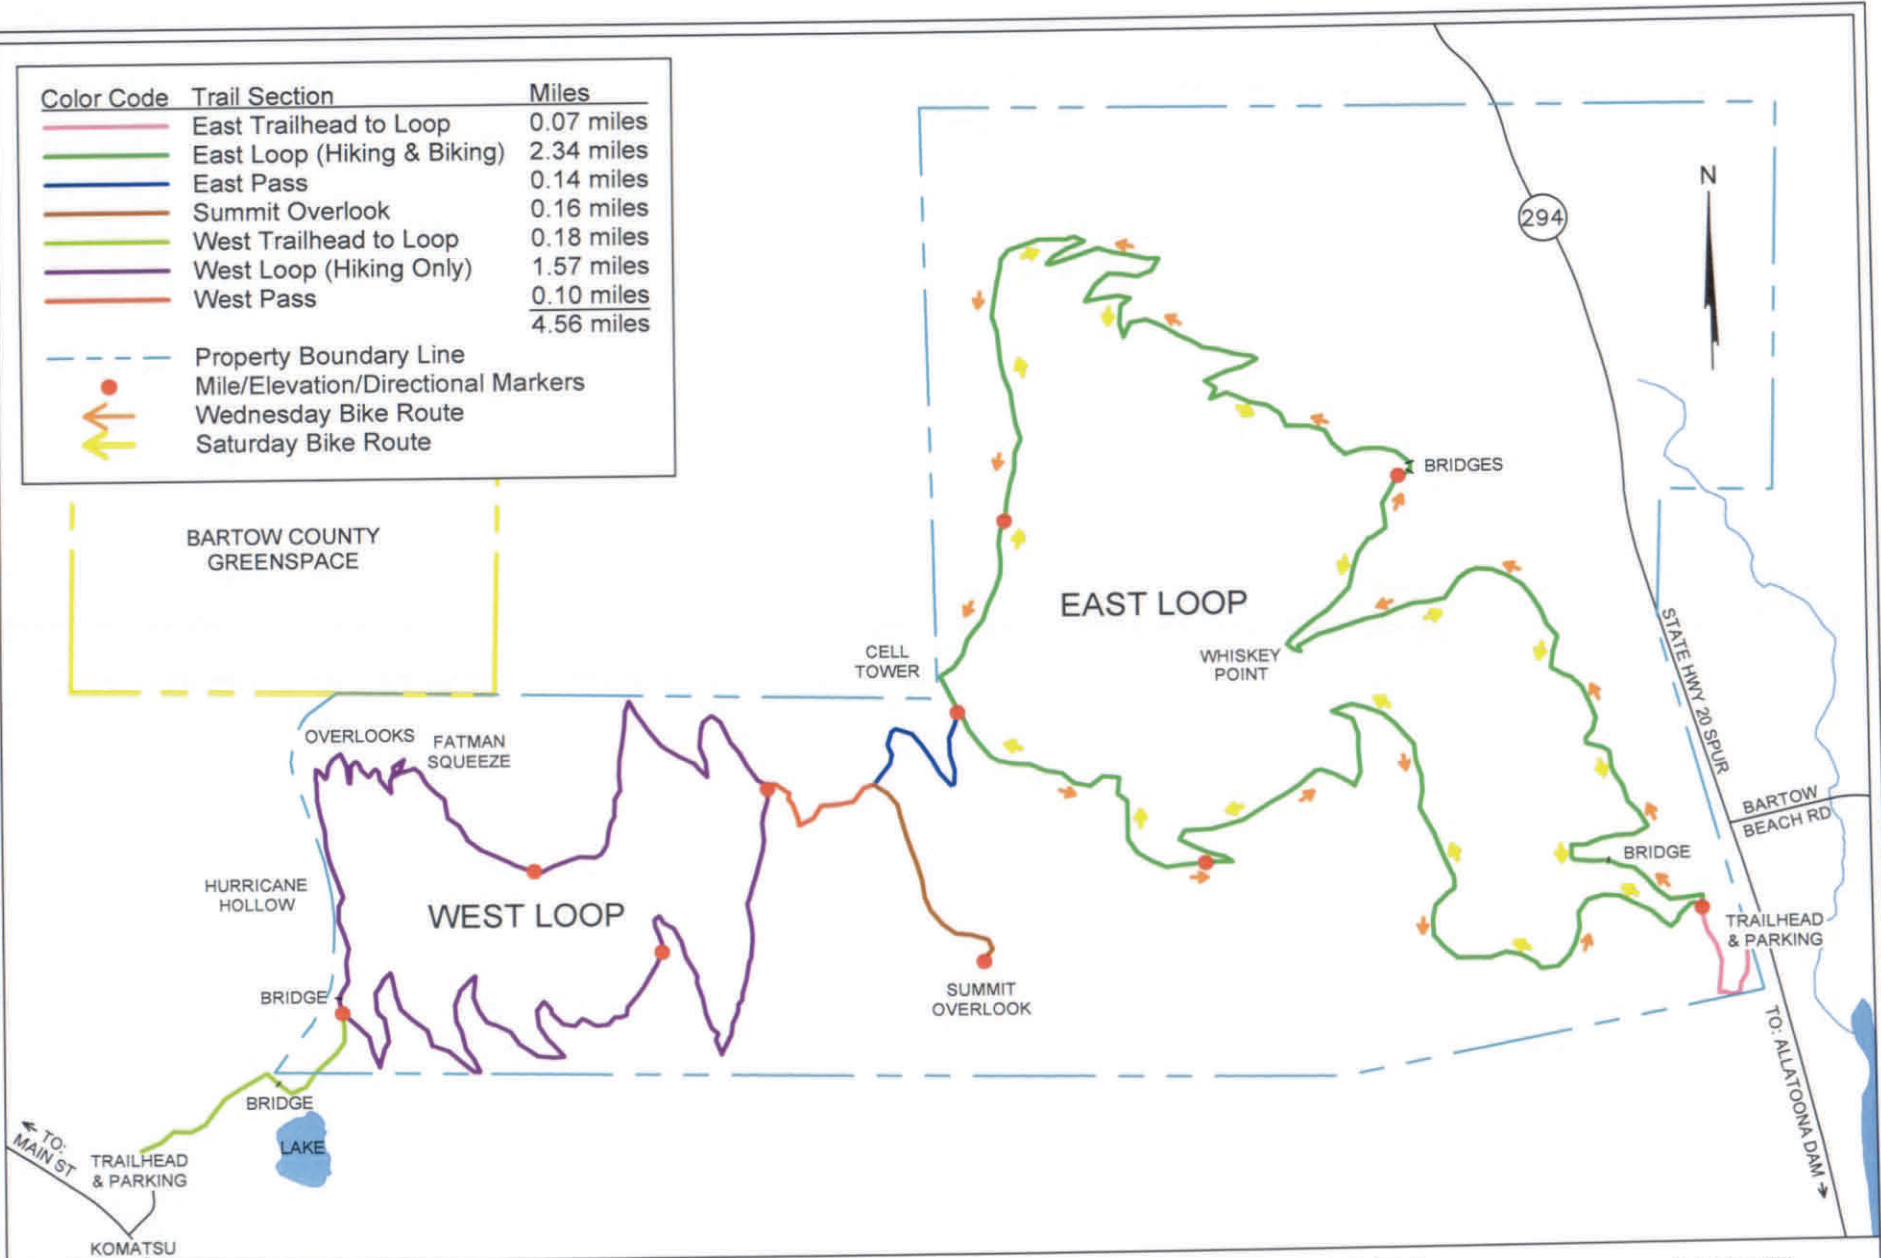 Color Code Trail Section Miles
East Trailhead to Loop 0.07 miles
East Loop (Hiking & Biking) 2.34 miles
East Pass 0.14 miles
Summit Overlook 0.16 miles
West Trailhead to Loop 0.18 miles
West Loop (Hiking Only) 1.57 miles
West Pass 0.10 miles
4.56 miles
Property Boundary Line
Mile/Elevation/Directional Markers
Wednesday Bike Route
Saturday Bike Route
N
294
BARTOW COUNTY
GREENSPACE
BRIDGES
EAST LOOP
CELL
TOWER
WHISKEY
POINT
STATE HWY 20 SPUR
OVERLOOKS
FATMAN
SQUEEZE
BARTOW
BEACH RD
BRIDGE
HURRICANE
HOLLOW
WEST LOOP
TRAILHEAD
& PARKING
SUMMIT
OVERLOOK
BRIDGE
TO: ALLATOONA DAM
BRIDGE
LAKE
TO:
MAIN ST
TRAILHEAD
& PARKING
KOMATSU